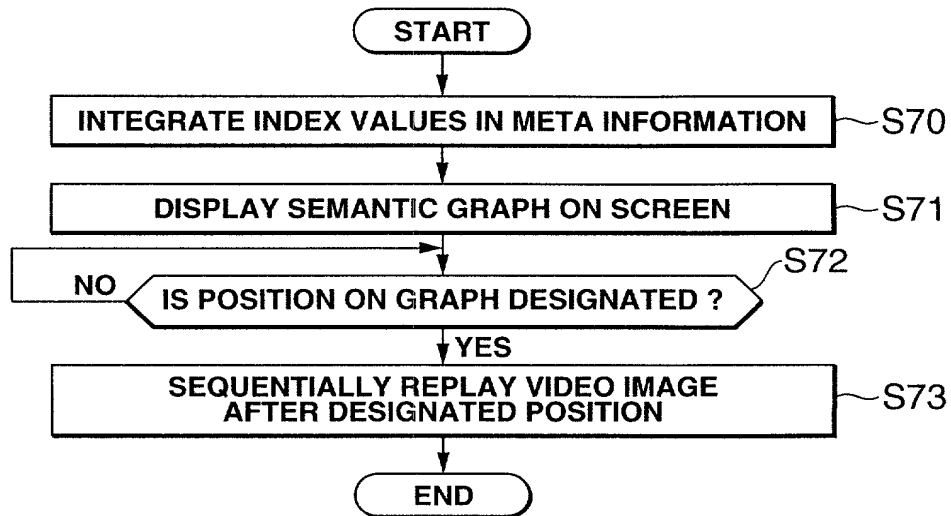 START
INTEGRATE INDEX VALUES IN META INFORMATION
S70
DISPLAY SEMANTIC GRAPH ON SCREEN
S71
S72
NO
IS POSITION ON GRAPH DESIGNATED ?
YES
SEQUENTIALLY REPLAY VIDEO IMAGE
AFTER DESIGNATED POSITION
S73
END